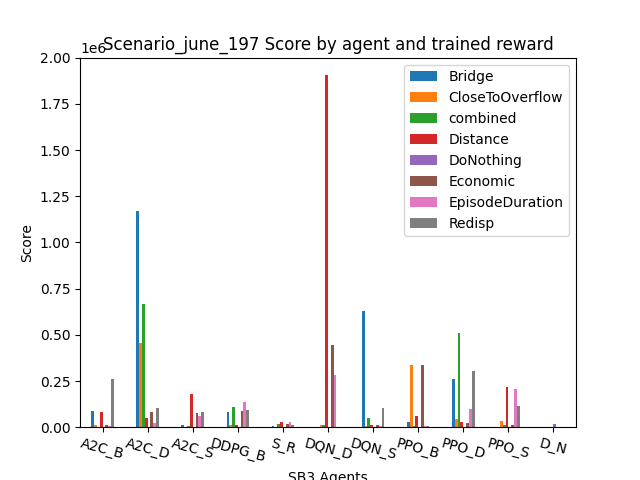 1e6
Scenario_june_197 Score by agent and trained reward
2.00
1.75
1.50
1.25
1.00
0.75
0.50
0.25
0.00
Score
Bridge
CloseToOverflow
combined
Distance
DoNothing
Economic
EpisodeDuration
Redisp
A2C_B A2C_D A2C_S DDPG_B S_R DQN_D DQN_S PPO_B PPO_D PPO_S D_N
SB3 Agents